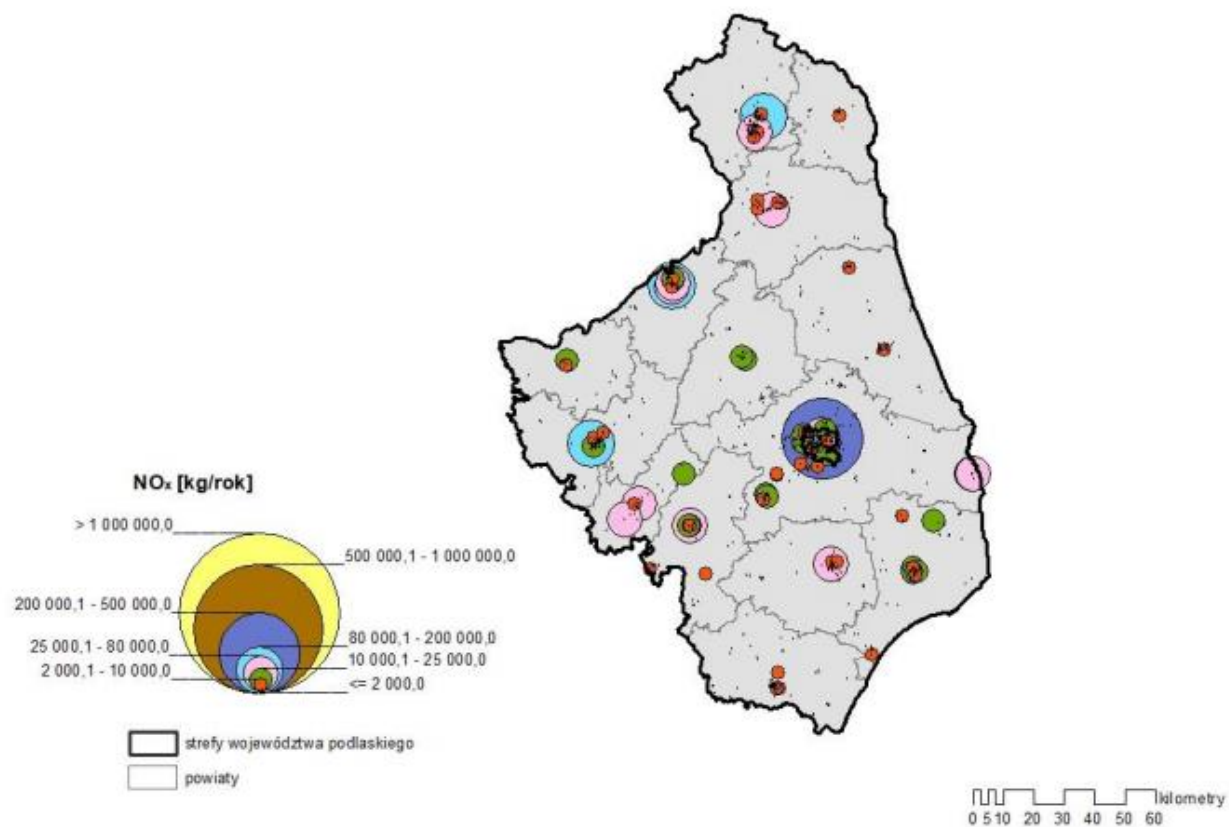 NOx [kg/rok]
> 1 000 000,0
500 000,1 - 1 000 000,0
200 000,1 - 500 000,0
80 000,1 - 200 000,0
25 000,1 - 80 000,0
10 000,1 - 25 000,0
2 000,1 - 10 000,0
<= 2 000,0
strefy województwa podlaskiego
powiaty
kilometry
0 5 10 20 30 40 50 60